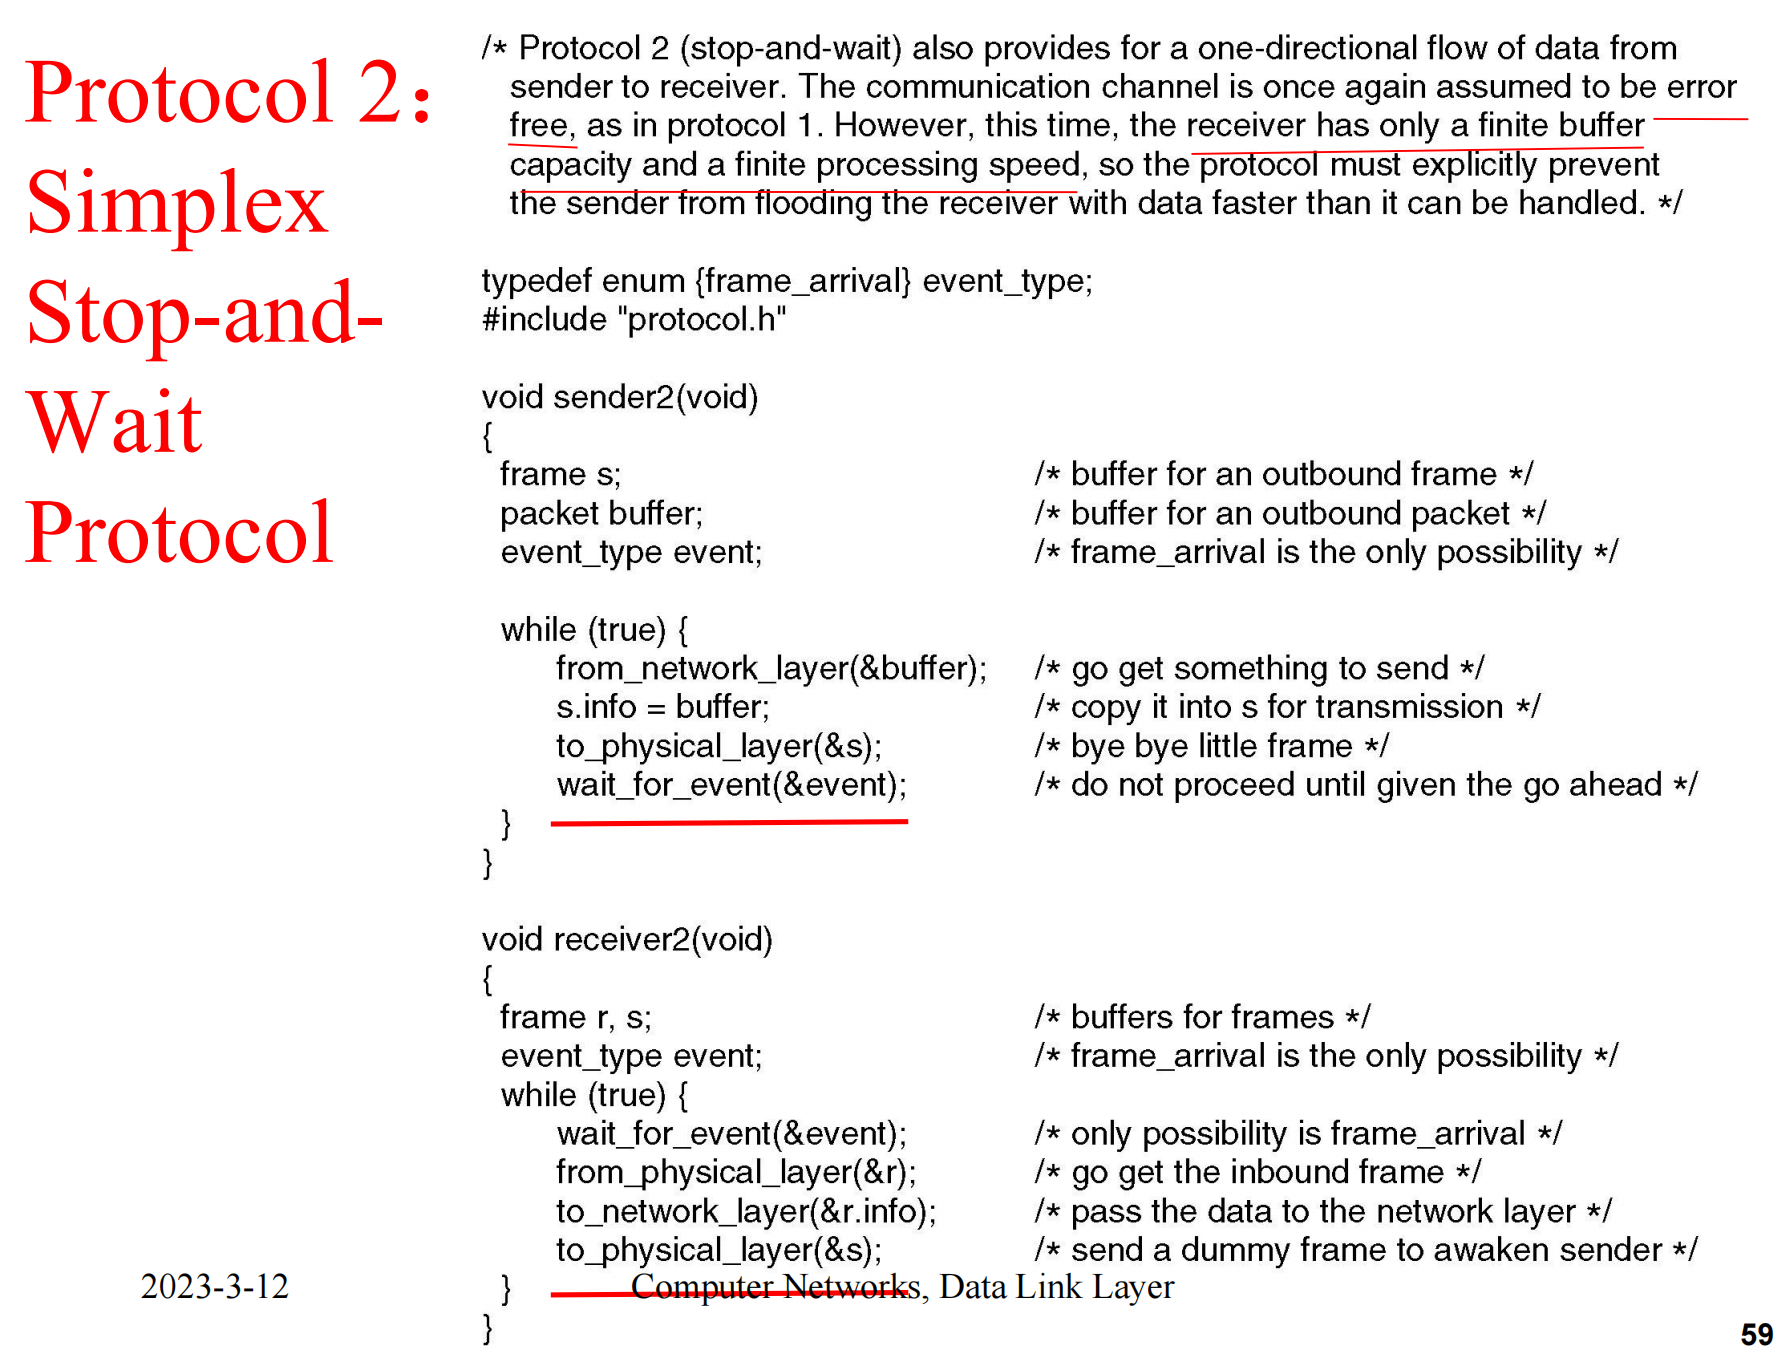 Protocol 2：
Simplex
Stop-and-
Wait
Protocol
/* Protocol 2 (stop-and-wait) also provides for a one-directional flow of data from
sender to receiver. The communication channel is once again assumed to be error
free, as in protocol 1. However, this time, the receiver has only a finite buffer
capacity and a finite processing speed, so the protocol must explicitly prevent
the sender from flooding the receiver with data faster than it can be handled. */
typedef enum {frame_arrival} event_type;
#include "protocol.h"
void sender2(void)
{
frame s; /* buffer for an outbound frame */
packet buffer; /* buffer for an outbound packet */
event_type event; /* frame_arrival is the only possibility */
while (true) {
from_network_layer(&buffer); /* go get something to send */
s.info = buffer; /* copy it into s for transmission */
to_physical_layer(&s); /* bye bye little frame */
wait_for_event(&event); /* do not proceed until given the go ahead */
}
}
void receiver2(void)
{
frame r, s; /* buffers for frames */
event_type event; /* frame_arrival is the only possibility */
while (true) {
wait_for_event(&event); /* only possibility is frame_arrival */
from_physical_layer(&r); /* go get the inbound frame */
to_network_layer(&r.info); /* pass the data to the network layer */
to_physical_layer(&s); /* send a dummy frame to awaken sender */
}
}
2023-3-12
Computer Networks, Data Link Layer
59